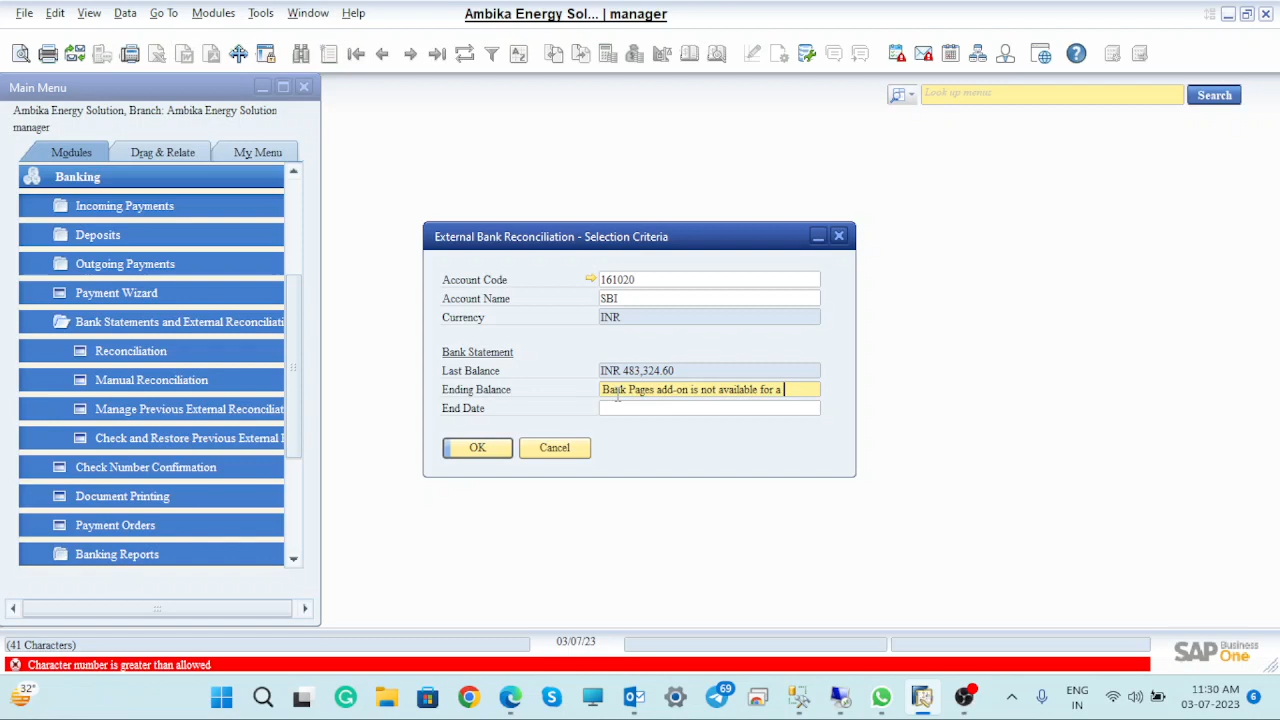 File Edit View Data Go To Modules Tools Window Help
Ambika Energy Sol... | manager
Main Menu
Look up menu
Search
Ambika Energy Solution, Branch: Ambika Energy Solution
manager
Modules Drag & Relate My Menu
Banking
Incoming Payments
Deposits
Outgoing Payments
Payment Wizard
Bank Statements and External Reconciliati
Reconciliation
Manual Reconciliation
Manage Previous External Reconciliat
Check and Restore Previous External
Check Number Confirmation
Document Printing
Payment Orders
Banking Reports
External Bank Reconciliation - Selection Criteria
Account Code 161020
Account Name SBI
Currency INR
Bank Statement
Last Balance INR 483,324.60
Ending Balance Bank Pages add-on is not available for a
End Date
OK Cancel
(41 Characters) 03/07/23
Character number is greater than allowed
SAP Business One
32°
69
ENG
IN
11:30 AM
03-07-2023
6